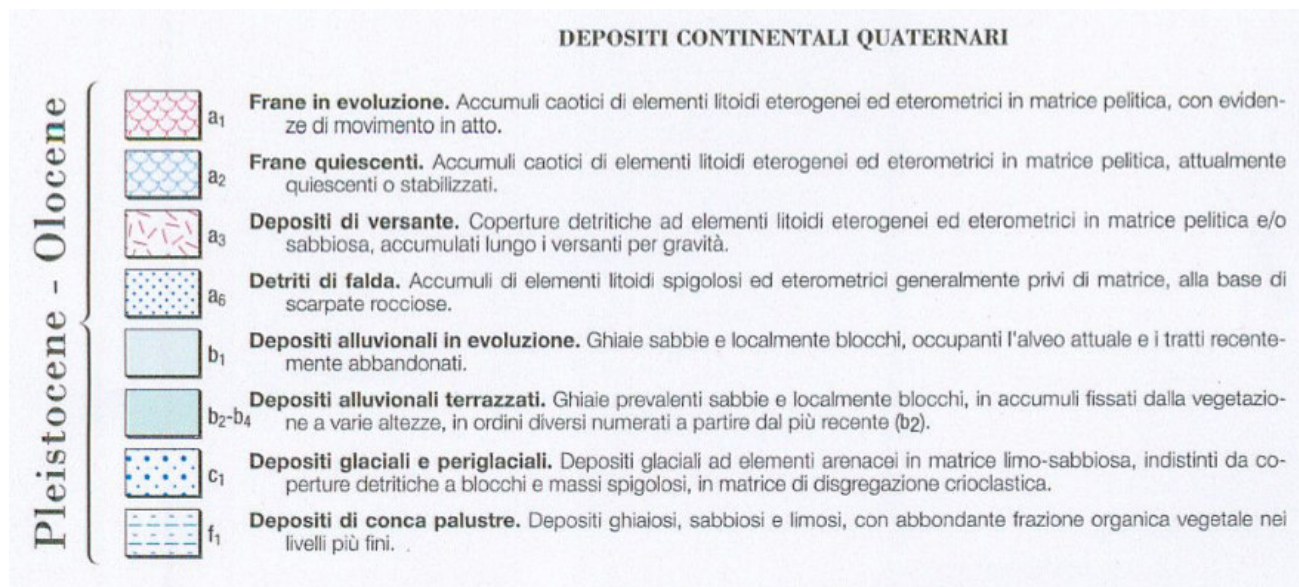 DEPOSITI CONTINENTALI QUATERNARI
Pleistocene - Olocene
a1
Frane in evoluzione. Accumuli caotici di elementi litoidi eterogenei ed eterometrici in matrice pelitica, con eviden-
ze di movimento in atto.
a2
Frane quiescenti. Accumuli caotici di elementi litoidi eterogenei ed eterometrici in matrice pelitica, attualmente
quiescenti o stabilizzati.
a3
Depositi di versante. Coperture detritiche ad elementi litoidi eterogenei ed eterometrici in matrice pelitica e/o
sabbiosa, accumulati lungo i versanti per gravità.
a6
Detriti di falda. Accumuli di elementi litoidi spigolosi ed eterometrici generalmente privi di matrice, alla base di
scarpate rocciose.
b1
Depositi alluvionali in evoluzione. Ghiaie sabbie e localmente blocchi, occupanti l'alveo attuale e i tratti recente-
mente abbandonati.
b2-b4
Depositi alluvionali terrazzati. Ghiaie prevalenti sabbie e localmente blocchi, in accumuli fissati dalla vegetazio-
ne a varie altezze, in ordini diversi numerati a partire dal più recente (b2).
c1
Depositi glaciali e periglaciali. Depositi glaciali ad elementi arenacei in matrice limo-sabbiosa, indistinti da co-
perture detritiche a blocchi e massi spigolosi, in matrice di disgregazione crioclastica.
f1
Depositi di conca palustre. Depositi ghiaiosi, sabbiosi e limosi, con abbondante frazione organica vegetale nei
livelli più fini.